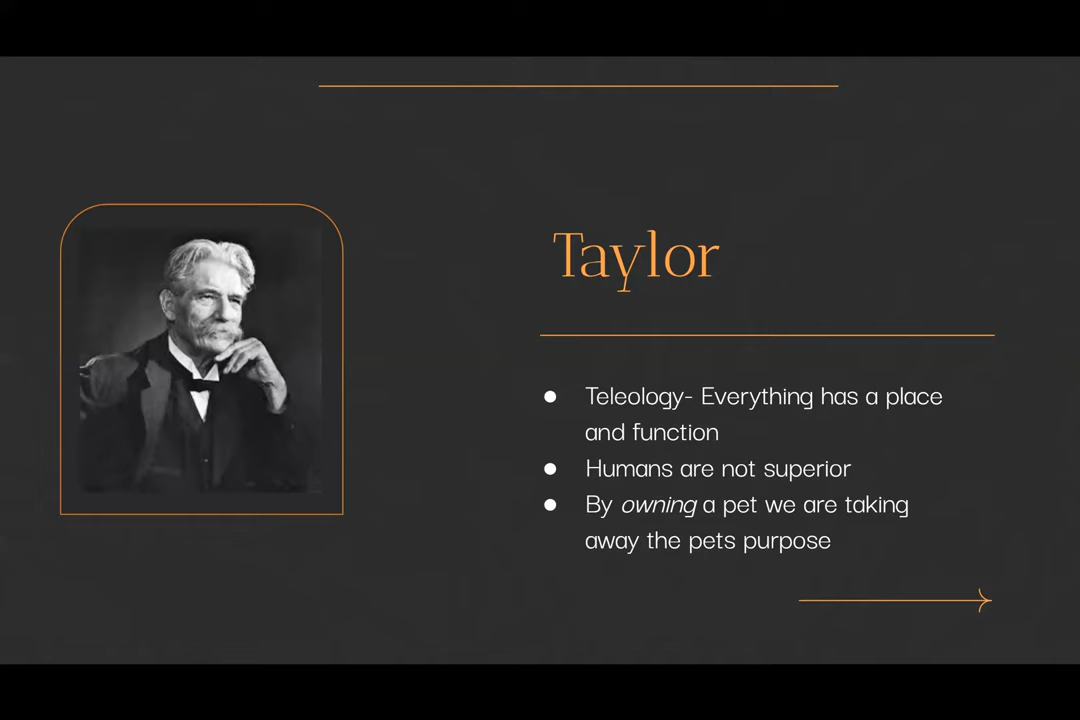 Taylor
● Teleology- Everything has a place
and function
● Humans are not superior
● By owning a pet we are taking
away the pets purpose